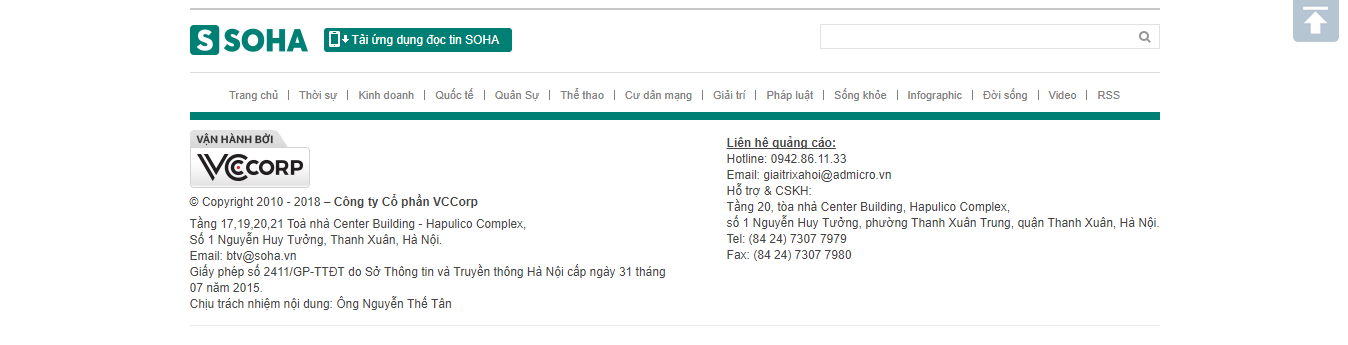 S SOHA
Tải ứng dụng đọc tin SOHA
Trang chủ | Thời sự | Kinh doanh | Quốc tế | Quân Sự | Thể thao | Cư dân mạng | Giải trí | Pháp luật | Sống khỏe | Infographic | Đời sống | Video | RSS
VẬN HÀNH BỞI
VCCORP
© Copyright 2010 - 2018 – Công ty Cổ phần VCCorp
Tầng 17,19,20,21 Toà nhà Center Building - Hapulico Complex,
Số 1 Nguyễn Huy Tưởng, Thanh Xuân, Hà Nội.
Email: btv@soha.vn
Giấy phép số 2411/GP-TTĐT do Sở Thông tin và Truyền thông Hà Nội cấp ngày 31 tháng
07 năm 2015.
Chịu trách nhiệm nội dung: Ông Nguyễn Thế Tân
Liên hệ quảng cáo:
Hotline: 0942.86.11.33
Email: giaitrixahoi@admicro.vn
Hỗ trợ & CSKH:
Tầng 20, tòa nhà Center Building, Hapulico Complex,
số 1 Nguyễn Huy Tưởng, phường Thanh Xuân Trung, quận Thanh Xuân, Hà Nội.
Tel: (84 24) 7307 7979
Fax: (84 24) 7307 7980